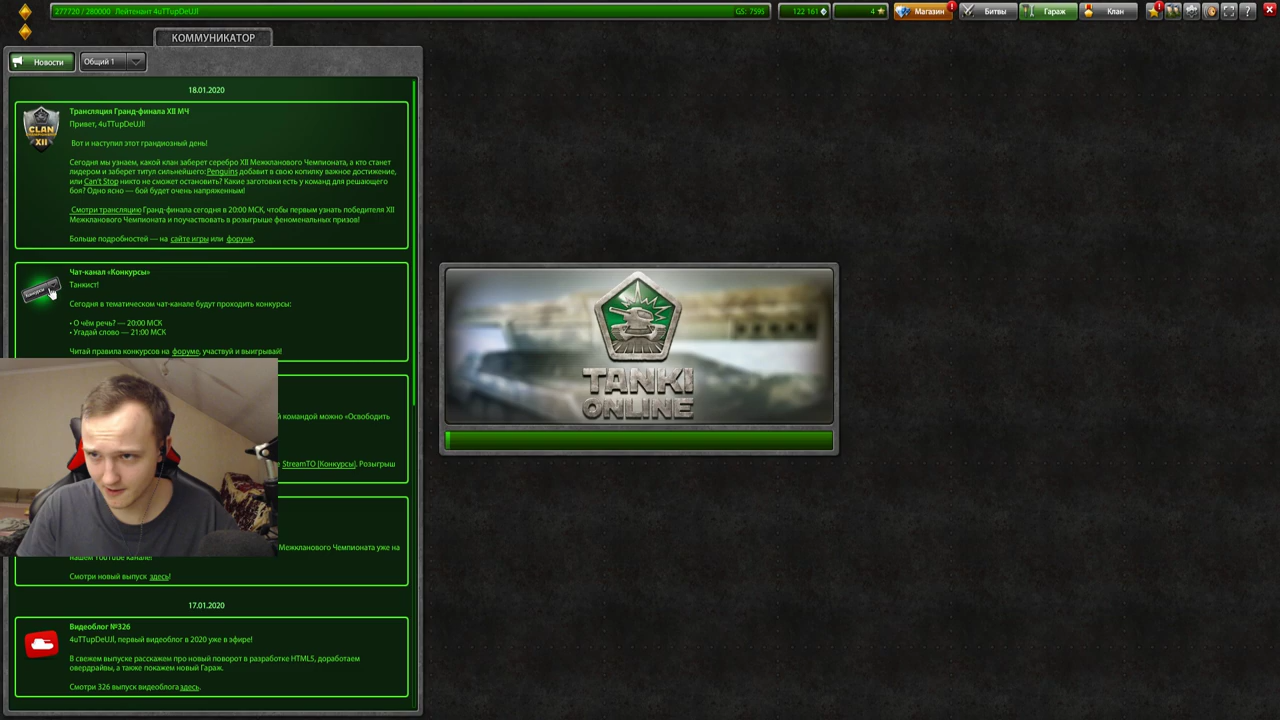 277720 / 280000 Лейтенант 4uTTupDeUJl
GS: 7595
122 161
4
Магазин
Битвы
Гараж
Клан
?
КОММУНИКАТОР
Новости
Общий 1
18.01.2020
CLAN
XII
Трансляция Гранд-финала XII МЧ
Привет, 4uTTupDeUJl!
Вот и наступил этот грандиозный день!
Сегодня мы узнаем, какой клан заберет серебро XII Межкланового Чемпионата, а кто станет
лидером и заберет титул сильнейшего: Penguins добавит в свою копилку важное достижение,
или Can't Stop никто не сможет остановить? Какие заготовки есть у команд для решающего
боя? Одно ясно — бой будет очень напряженным!
Смотри трансляцию Гранд-финала сегодня в 20:00 МСК, чтобы первым узнать победителя XII
Межкланового Чемпионата и поучаствовать в розыгрыше феноменальных призов!
Больше подробностей — на сайте игры или форуме.
Чат-канал «Конкурсы»
Конкурсы
Танкист!
Сегодня в тематическом чат-канале будут проходить конкурсы:
• О чём речь? — 20:00 МСК
• Угадай слово — 21:00 МСК
Читай правила конкурсов на форуме, участвуй и выигрывай!
й командой можно «Освободить
StreamTO [Конкурсы]. Розыгрыш
Межкланового Чемпионата уже на
нашем YouTube канале!
Смотри новый выпуск здесь!
17.01.2020
Видеоблог №326
4uTTupDeUJl, первый видеоблог в 2020 уже в эфире!
В свежем выпуске расскажем про новый поворот в разработке HTML5, доработаем
овердрайвы, а также покажем новый Гараж.
Смотри 326 выпуск видеоблога здесь.
TANKI
ONLINE